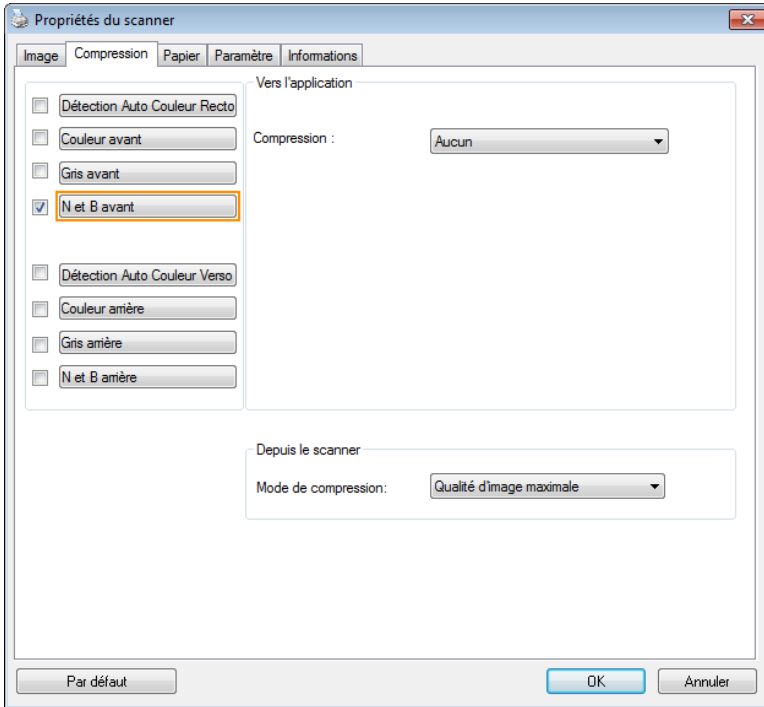 Propriétés du scanner
Image Compression Papier Paramètre Informations
Détection Auto Couleur Recto
Couleur avant
Gris avant
N et B avant
Détection Auto Couleur Verso
Couleur arrière
Gris arrière
N et B arrière
Vers l'application
Compression : Aucun
Depuis le scanner
Mode de compression: Qualité d'image maximale
Par défaut OK Annuler